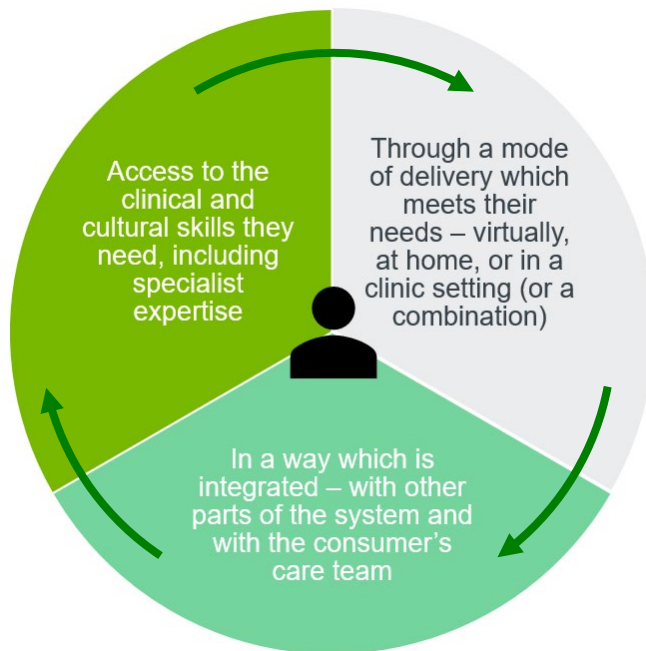 Access to the
clinical and
cultural skills they
need, including
specialist
expertise
Through a mode
of delivery which
meets their
needs – virtually,
at home, or in a
clinic setting (or a
combination)
In a way which is
integrated – with other
parts of the system and
with the consumer’s
care team